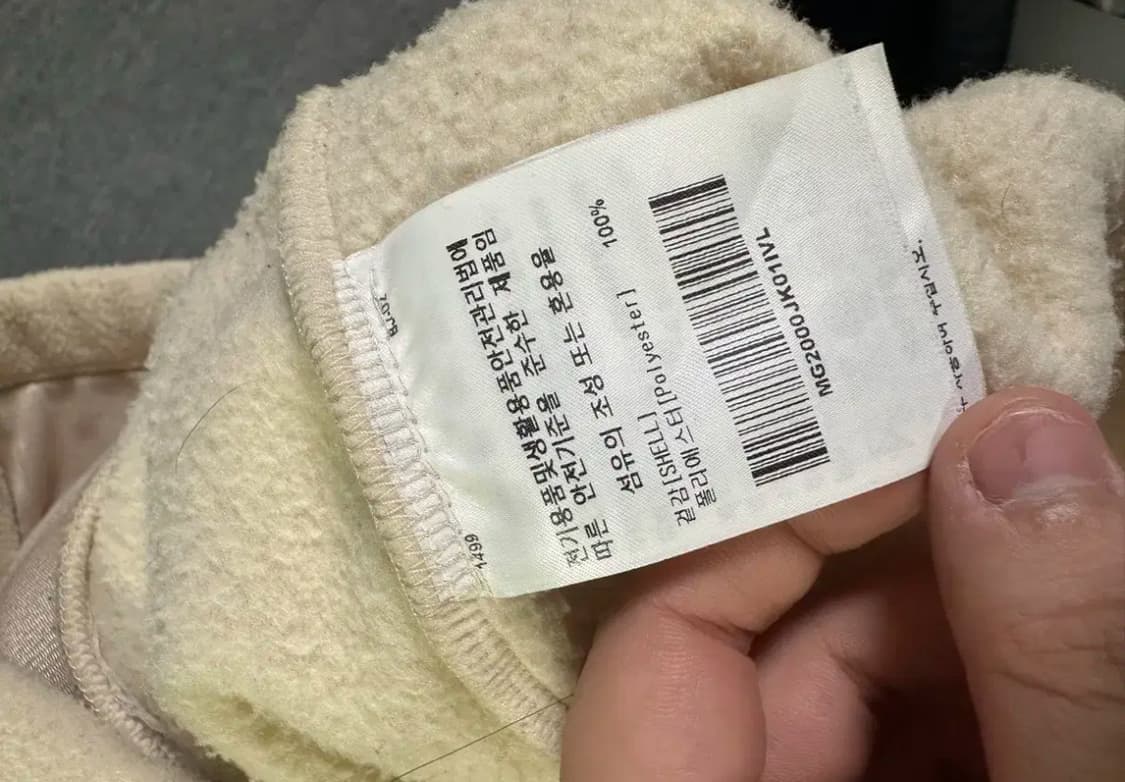 전기용품및생활용품안전관리법에
따른 안전기준을 준수한 제품임
섬유의 조성 또는 혼용율
겉감[SHELL]
폴리에스터[Polyester] 100%
MG2000JK01IVL
1499